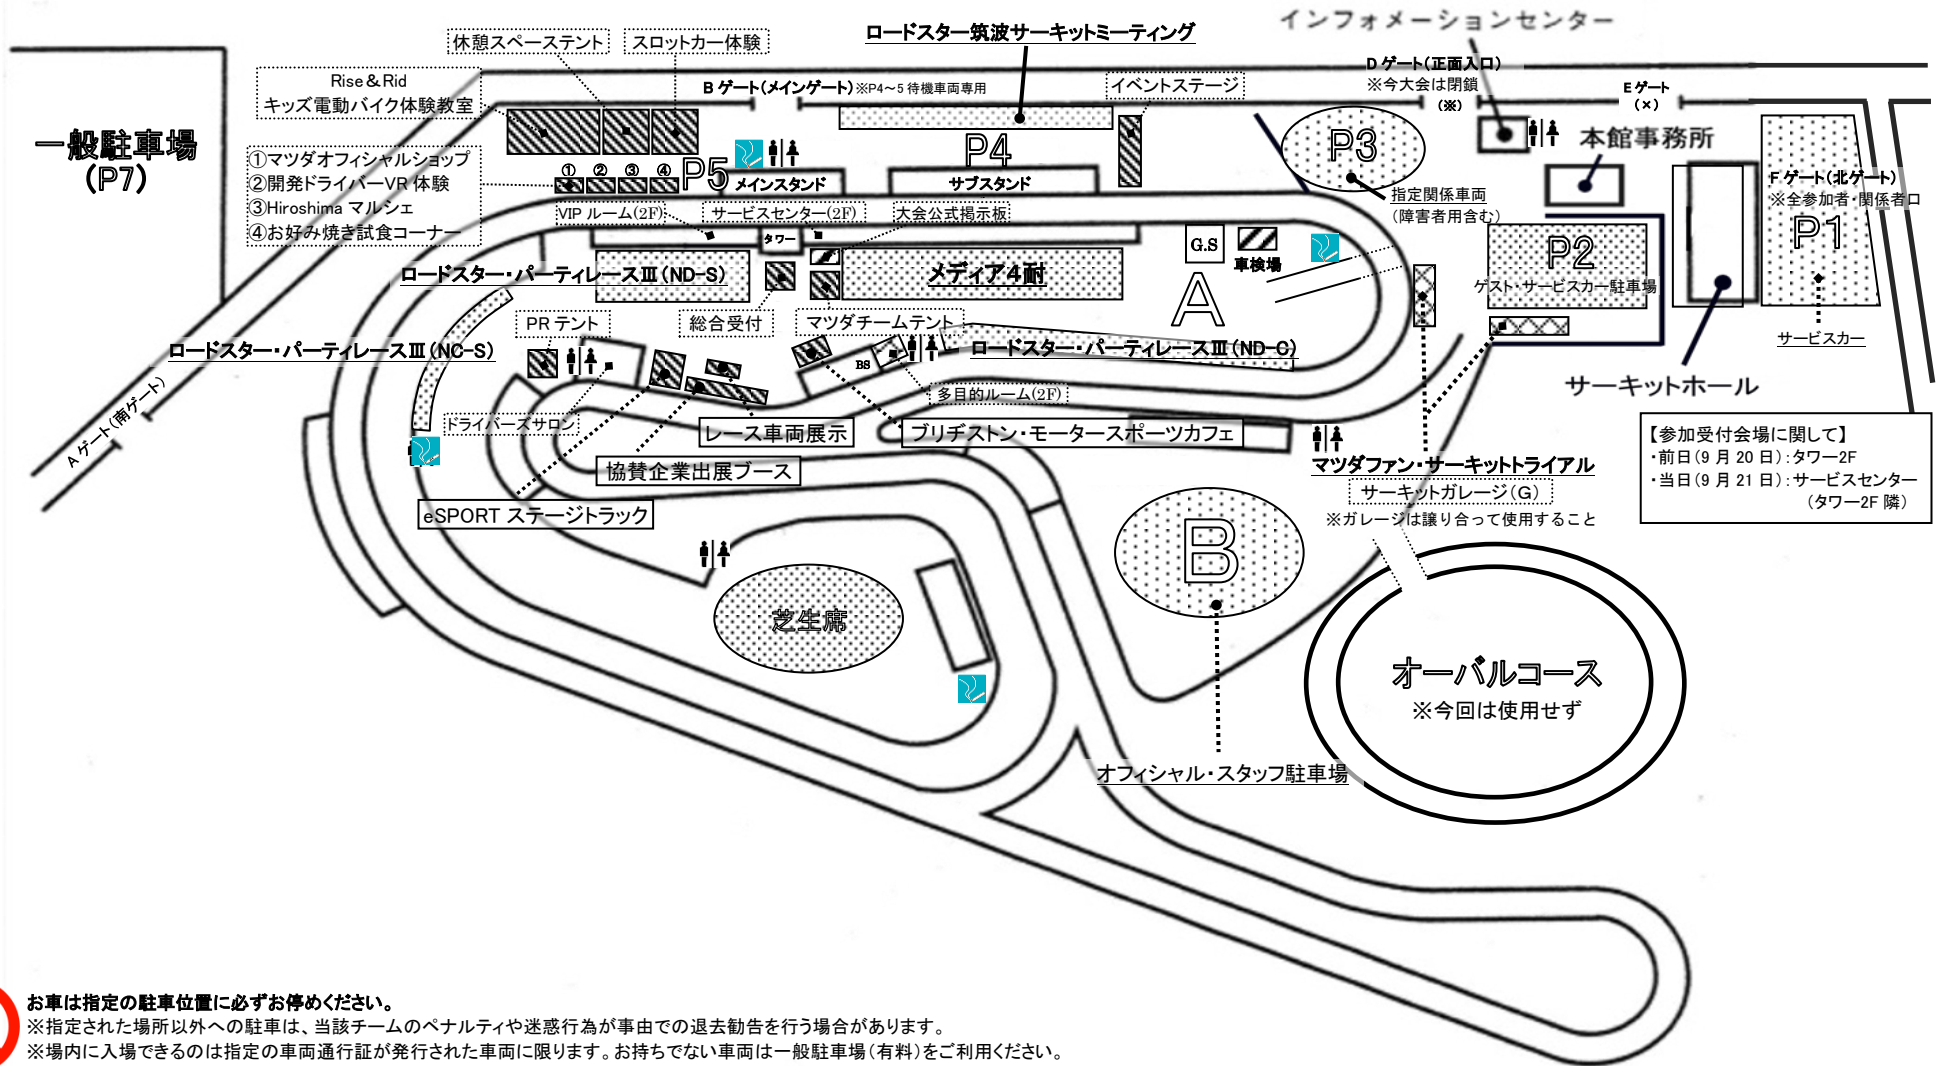 インフォメーションセンター
ロードスター筑波サーキットミーティング
休憩スペーステント
スロットカー体験
Rise&Rid
キッズ電動バイク体験教室
Bゲート(メインゲート)※P4～5待機車両専用
イベントステージ
Dゲート(正面入口)
※今大会は閉鎖
(※)
Eゲート
(×)
一般駐車場
(P7)
①マツダオフィシャルショップ
②開発ドライバーVR体験
③Hiroshimaマルシェ
④お好み焼き試食コーナー
① ② ③ ④
P5
メインスタンド
P4
サブスタンド
P3
本館事務所
指定関係車両
(障害者用含む)
Fゲート(北ゲート)
※全参加者・関係者口
P1
サービスカー
VIPルーム(2F)
サービスセンター(2F)
大会公式掲示板
タワー
G.S
車検場
P2
ゲスト・サービスカー駐車場
ロードスター・パーティレースⅢ(ND-S)
メディア4耐
A
PRテント
総合受付
マツダチームテント
ロードスター・パーティレースⅢ(NC-S)
BS
ロードスター・パーティレースⅢ(ND-C)
サーキットホール
多目的ルーム(2F)
Aゲート(南ゲート)
ドライバーズサロン
レース車両展示
ブリヂストン・モータースポーツカフェ
協賛企業出展ブース
eSPORTステージトラック
マツダファン・サーキットトライアル
サーキットガレージ(G)
※ガレージは譲り合って使用すること
【参加受付会場に関して】
・前日(9月20日):タワー2F
・当日(9月21日):サービスセンター
(タワー2F隣)
B
芝生席
オーバルコース
※今回は使用せず
オフィシャル・スタッフ駐車場
お車は指定の駐車位置に必ずお停めください。
※指定された場所以外への駐車は、当該チームのペナルティや迷惑行為が事由での退去勧告を行う場合があります。
※場内に入場できるのは指定の車両通行証が発行された車両に限ります。お持ちでない車両は一般駐車場(有料)をご利用ください。